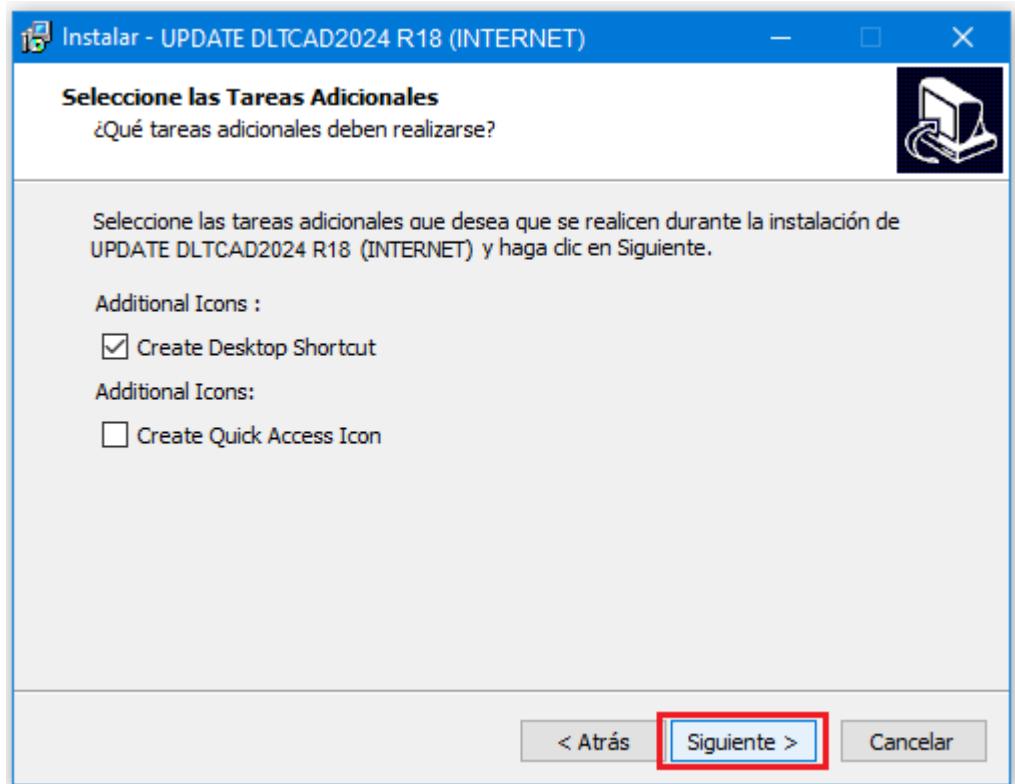 Instalar - UPDATE DLTCAD2024 R18 (INTERNET)
Seleccione las Tareas Adicionales
¿Qué tareas adicionales deben realizarse?
Seleccione las tareas adicionales que desea que se realicen durante la instalación de
UPDATE DLTCAD2024 R18 (INTERNET) y haga clic en Siguiente.
Additional Icons :
Create Desktop Shortcut
Additional Icons:
Create Quick Access Icon
< Atrás
Siguiente >
Cancelar